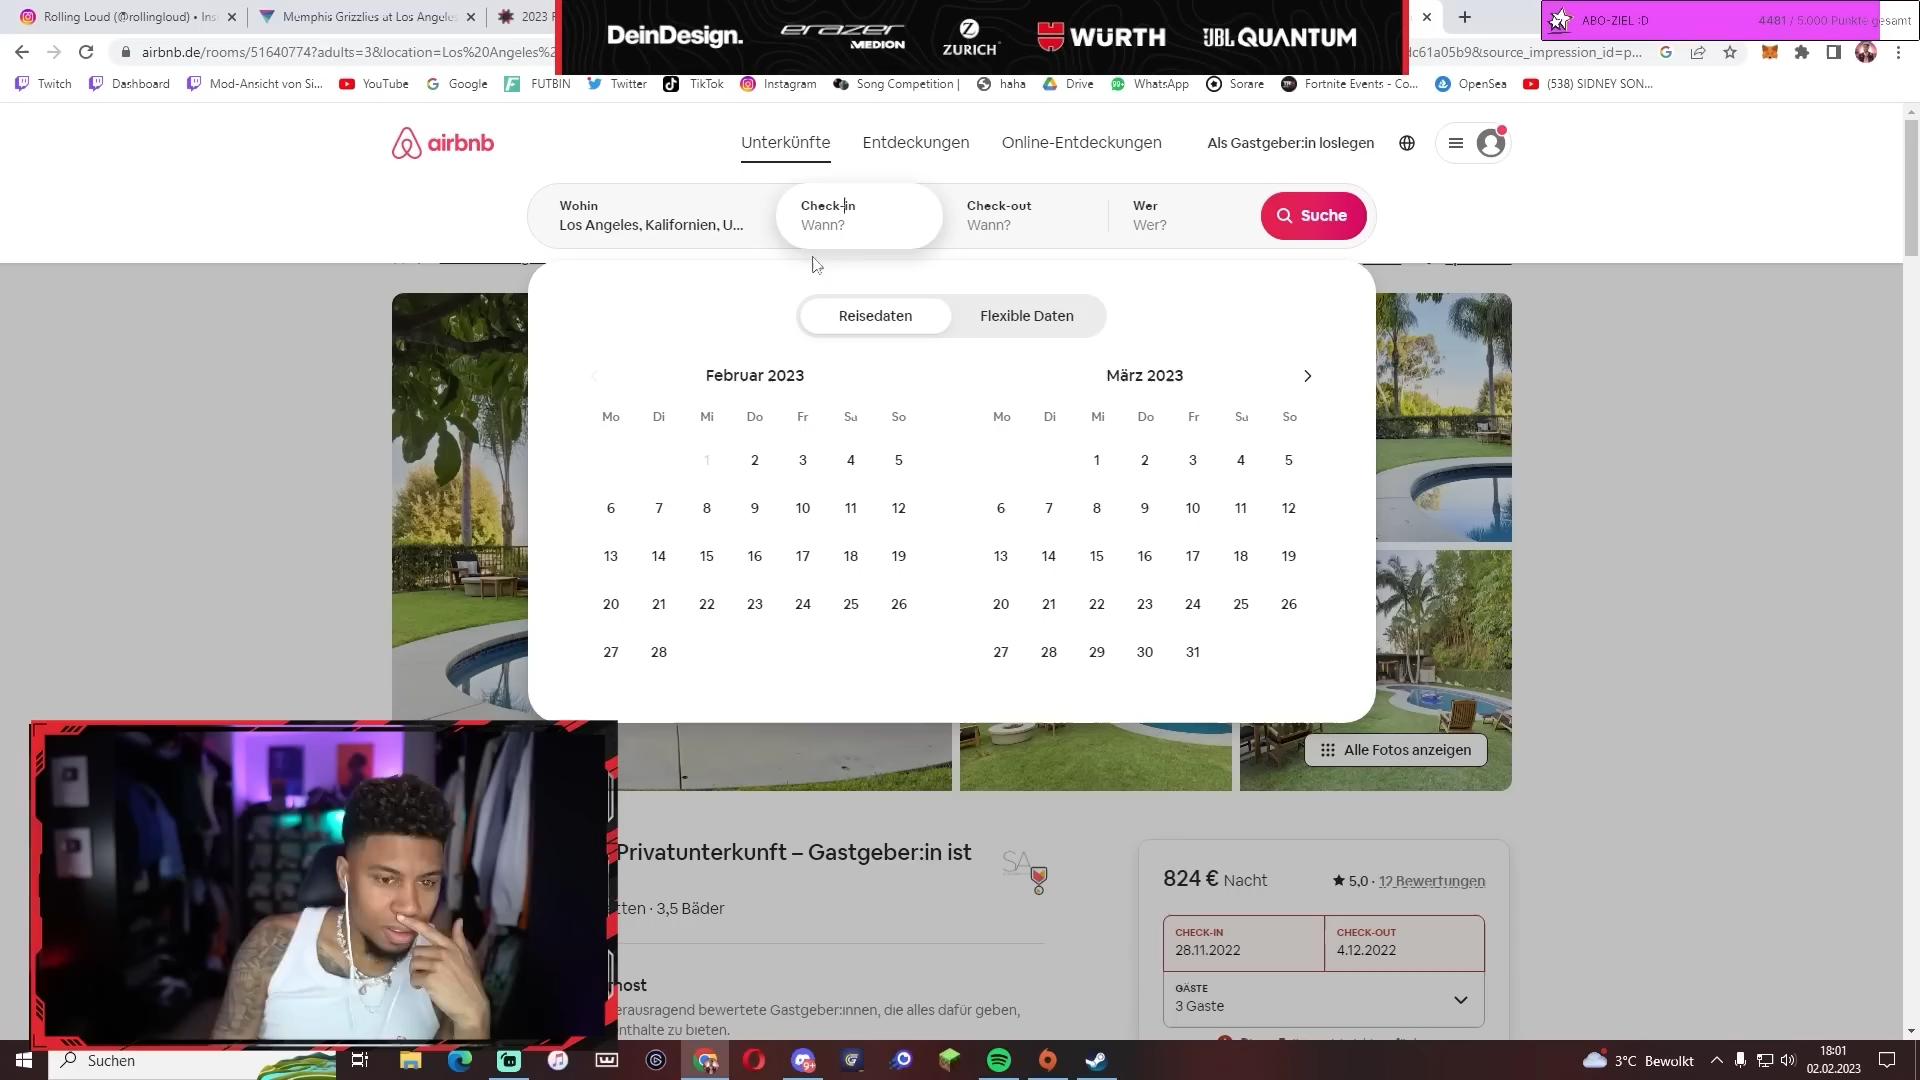 Rolling Loud (@rollingloud) • Ins
Memphis Grizzlies at Los Angeles
2023
DeinDesign.
erazer
MEDION
ZURICH
WÜRTH
JBL QUANTUM
ABO-ZIEL :D
4481 / 5.000 Punkte gesamt
airbnb.de/rooms/51640774?adults=3&location=Los%20Angeles%2
dc61a05b9&source_impression_id=p...
Twitch
Dashboard
Mod-Ansicht von Si...
YouTube
Google
FUTBIN
Twitter
TikTok
Instagram
Song Competition |
haha
Drive
WhatsApp
Sorare
Fortnite Events - Co...
OpenSea
(538) SIDNEY SON...
airbnb
Unterkünfte
Entdeckungen
Online-Entdeckungen
Als Gastgeber:in loslegen
Wohin
Los Angeles, Kalifornien, U...
Check-in
Wann?
Check-out
Wann?
Wer
Wer?
Suche
Reisedaten
Flexible Daten
Februar 2023
Mo Di Mi Do Fr Sa So
1 2 3 4 5
6 7 8 9 10 11 12
13 14 15 16 17 18 19
20 21 22 23 24 25 26
27 28
März 2023
Mo Di Mi Do Fr Sa So
1 2 3 4 5
6 7 8 9 10 11 12
13 14 15 16 17 18 19
20 21 22 23 24 25 26
27 28 29 30 31
Alle Fotos anzeigen
Privatunterkunft – Gastgeber:in ist
tten · 3,5 Bäder
SA
host
erausragend bewertete Gastgeber:innen, die alles dafür geben,
nthalte zu bieten.
824 € Nacht
5,0 · 12 Bewertungen
CHECK-IN
28.11.2022
CHECK-OUT
4.12.2022
GÄSTE
3 Gäste
Suchen
3°C Bewolkt
18:01
02.02.2023